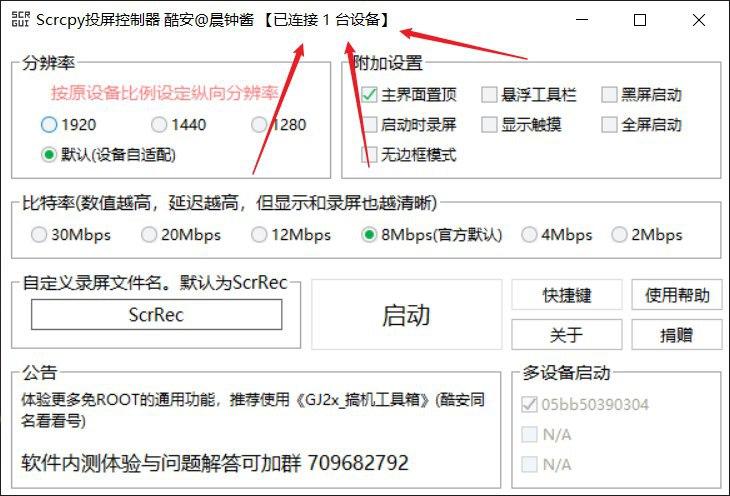 SCR
GUI
Scrcpy投屏控制器 酷安@晨钟酱 【已连接 1 台设备】
分辨率
按原设备比例设定纵向分辨率
1920
1440
1280
默认(设备自适配)
附加设置
主界面置顶
悬浮工具栏
黑屏启动
启动时录屏
显示触摸
全屏启动
无边框模式
比特率(数值越高，延迟越高，但显示和录屏也越清晰)
30Mbps
20Mbps
12Mbps
8Mbps(官方默认)
4Mbps
2Mbps
自定义录屏文件名。默认为ScrRec
ScrRec
启动
快捷键
使用帮助
关于
捐赠
公告
体验更多免ROOT的通用功能，推荐使用《GJ2x_搞机工具箱》(酷安同
名看看号)
软件内测体验与问题解答可加群 709682792
多设备启动
05bb50390304
N/A
N/A